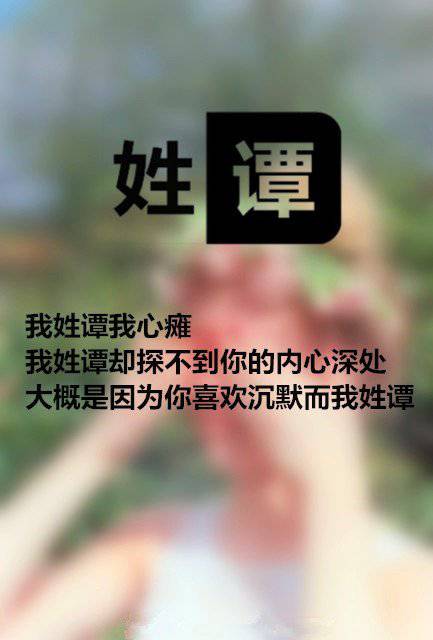 姓谭
我姓谭我心瘫
我姓谭却探不到你的内心深处
大概是因为你喜欢沉默而我姓谭